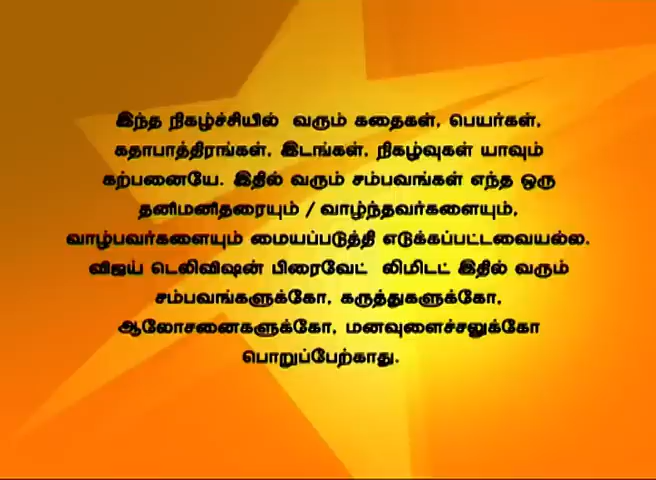 இந்த நிகழ்ச்சியில் வரும் கதைகள், பெயர்கள்,
கதாபாத்திரங்கள், இடங்கள், நிகழ்வுகள் யாவும்
கற்பனையே. இதில் வரும் சம்பவங்கள் எந்த ஒரு
தனிமனிதரையும் / வாழ்ந்தவர்களையும்,
வாழ்பவர்களையும் மையப்படுத்தி எடுக்கப்பட்டவையல்ல.
விஜய் டெலிவிஷன் பிரைவேட் லிமிடட் இதில் வரும்
சம்பவங்களுக்கோ, கருத்துகளுக்கோ,
ஆலோசனைகளுக்கோ, மனவுளைச்சலுக்கோ
பொறுப்பேற்காது.